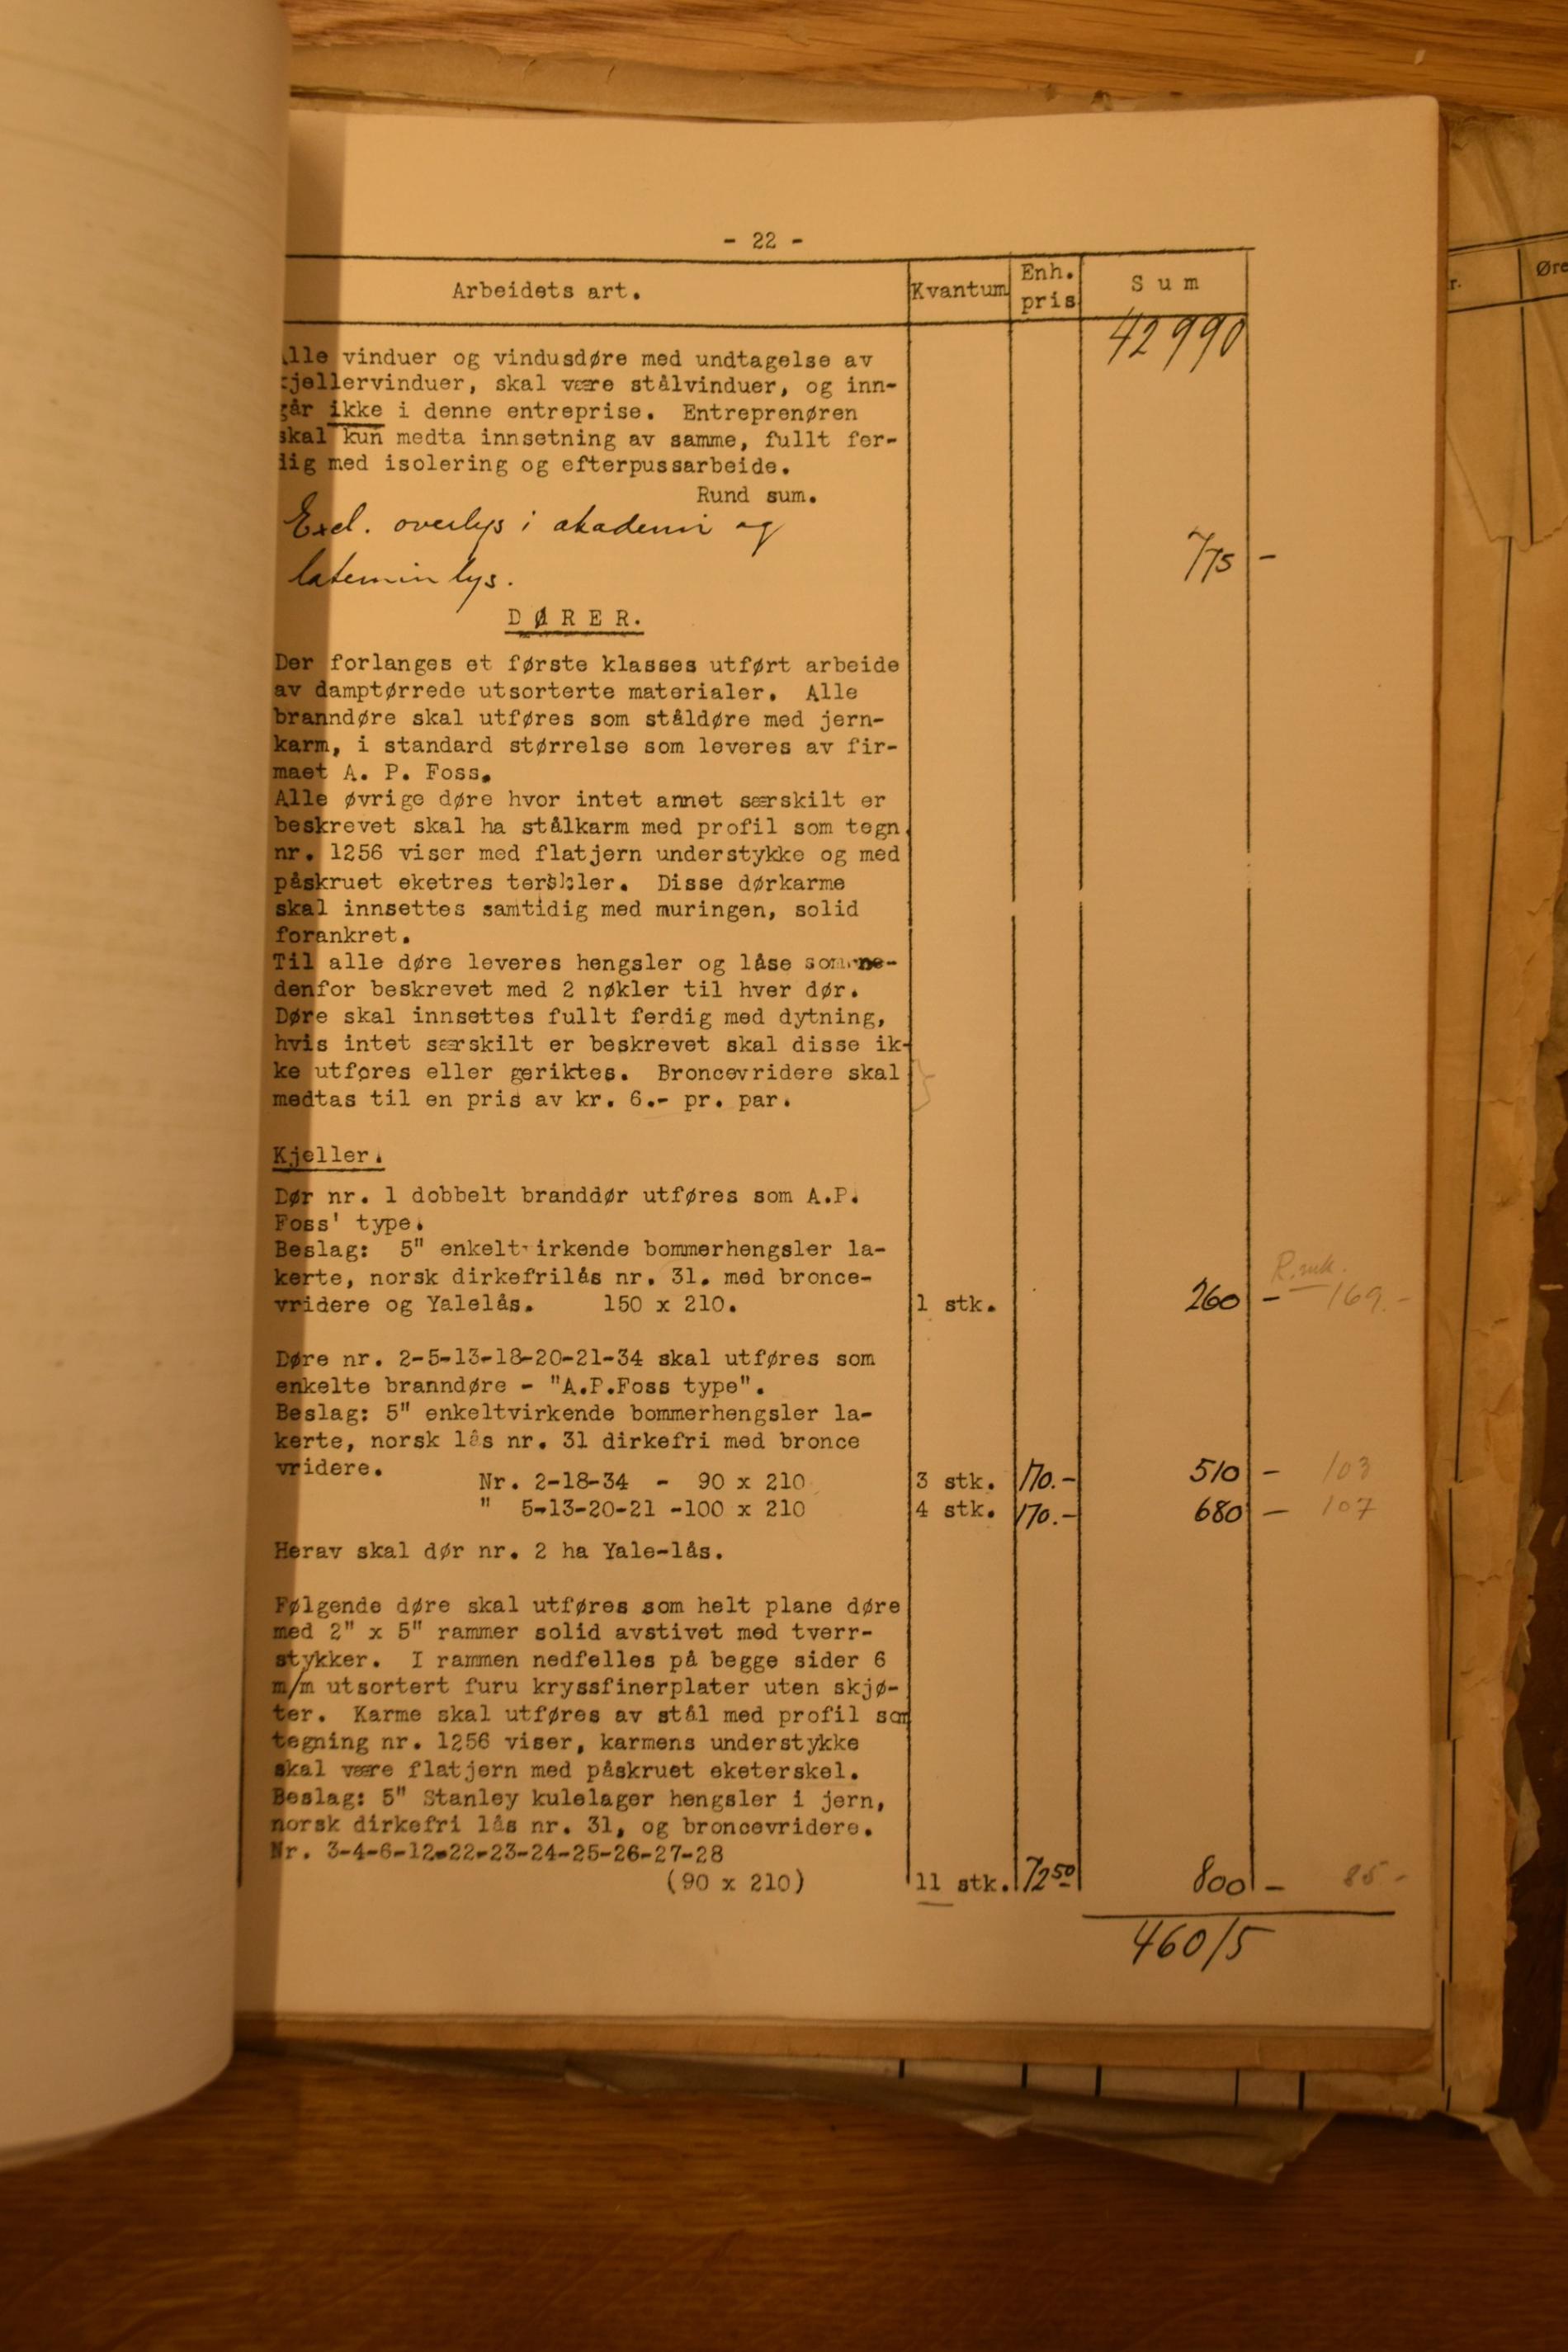 - 22 -
Arbeidets art. Kvantum Enh. pris Sum
42990
Alle vinduer og vindusdøre med undtagelse av
kjellervinduer, skal være stålvinduer, og inn-
går ikke i denne entreprise. Entreprenøren
skal kun medta innsetning av samme, fullt fer-
dig med isolering og efterpussarbeide.
Rund sum.
Excl. overlys i akademi og
775 -
D Ø R E R.
Der forlanges et første klasses utført arbeide
av damptørrede utsorterte materialer. Alle
branndøre skal utføres som ståldøre med jern-
karm, i standard størrelse som leveres av fir-
maet A. P. Foss.
Alle øvrige døre hvor intet annet særskilt er
beskrevet skal ha stålkarm med profil som tegn.
nr. 1256 viser med flatjern understykke og med
påskruet eketres terskler. Disse dørkarme
skal innsettes samtidig med muringen, solid
forankret.
Til alle døre leveres hengsler og låse som ne-
denfor beskrevet med 2 nøkler til hver dør.
Døre skal innsettes fullt ferdig med dytning,
hvis intet særskilt er beskrevet skal disse ik-
ke utføres eller geriktes. Broncevridere skal
medtas til en pris av kr. 6.- pr. par.
Kjeller.
Dør nr. 1 dobbelt branddør utføres som A.P.
Foss' type.
Beslag: 5" enkeltvirkende bommerhengsler la-
kerte, norsk dirkefrilås nr. 31. med bronce-
vridere og Yalelås. 150 x 210. 1 stk. 260 - 169.-
Døre nr. 2-5-13-18-20-21-34 skal utføres som
enkelte branndøre - "A.P.Foss type".
Beslag: 5" enkeltvirkende bommerhengsler la-
kerte, norsk lås nr. 31 dirkefri med bronce
vridere.
Nr. 2-18-34 - 90 x 210 3 stk. 170.- 510 - 103
" 5-13-20-21 -100 x 210 4 stk. 170.- 680 - 107
Herav skal dør nr. 2 ha Yale-lås.
Følgende døre skal utføres som helt plane døre
med 2" x 5" rammer solid avstivet med tverr-
stykker. I rammen nedfelles på begge sider 6
m/m utsortert furu kryssfinerplater uten skjø-
ter. Karme skal utføres av stål med profil som
tegning nr. 1256 viser, karmens understykke
skal være flatjern med påskruet eketerskel.
Beslag: 5" Stanley kulelager hengsler i jern,
norsk dirkefri lås nr. 31, og broncevridere.
Nr. 3-4-6-12-22-23-24-25-26-27-28
(90 x 210) 11 stk. 72 50 800 - 85 -
46015
r. Øre